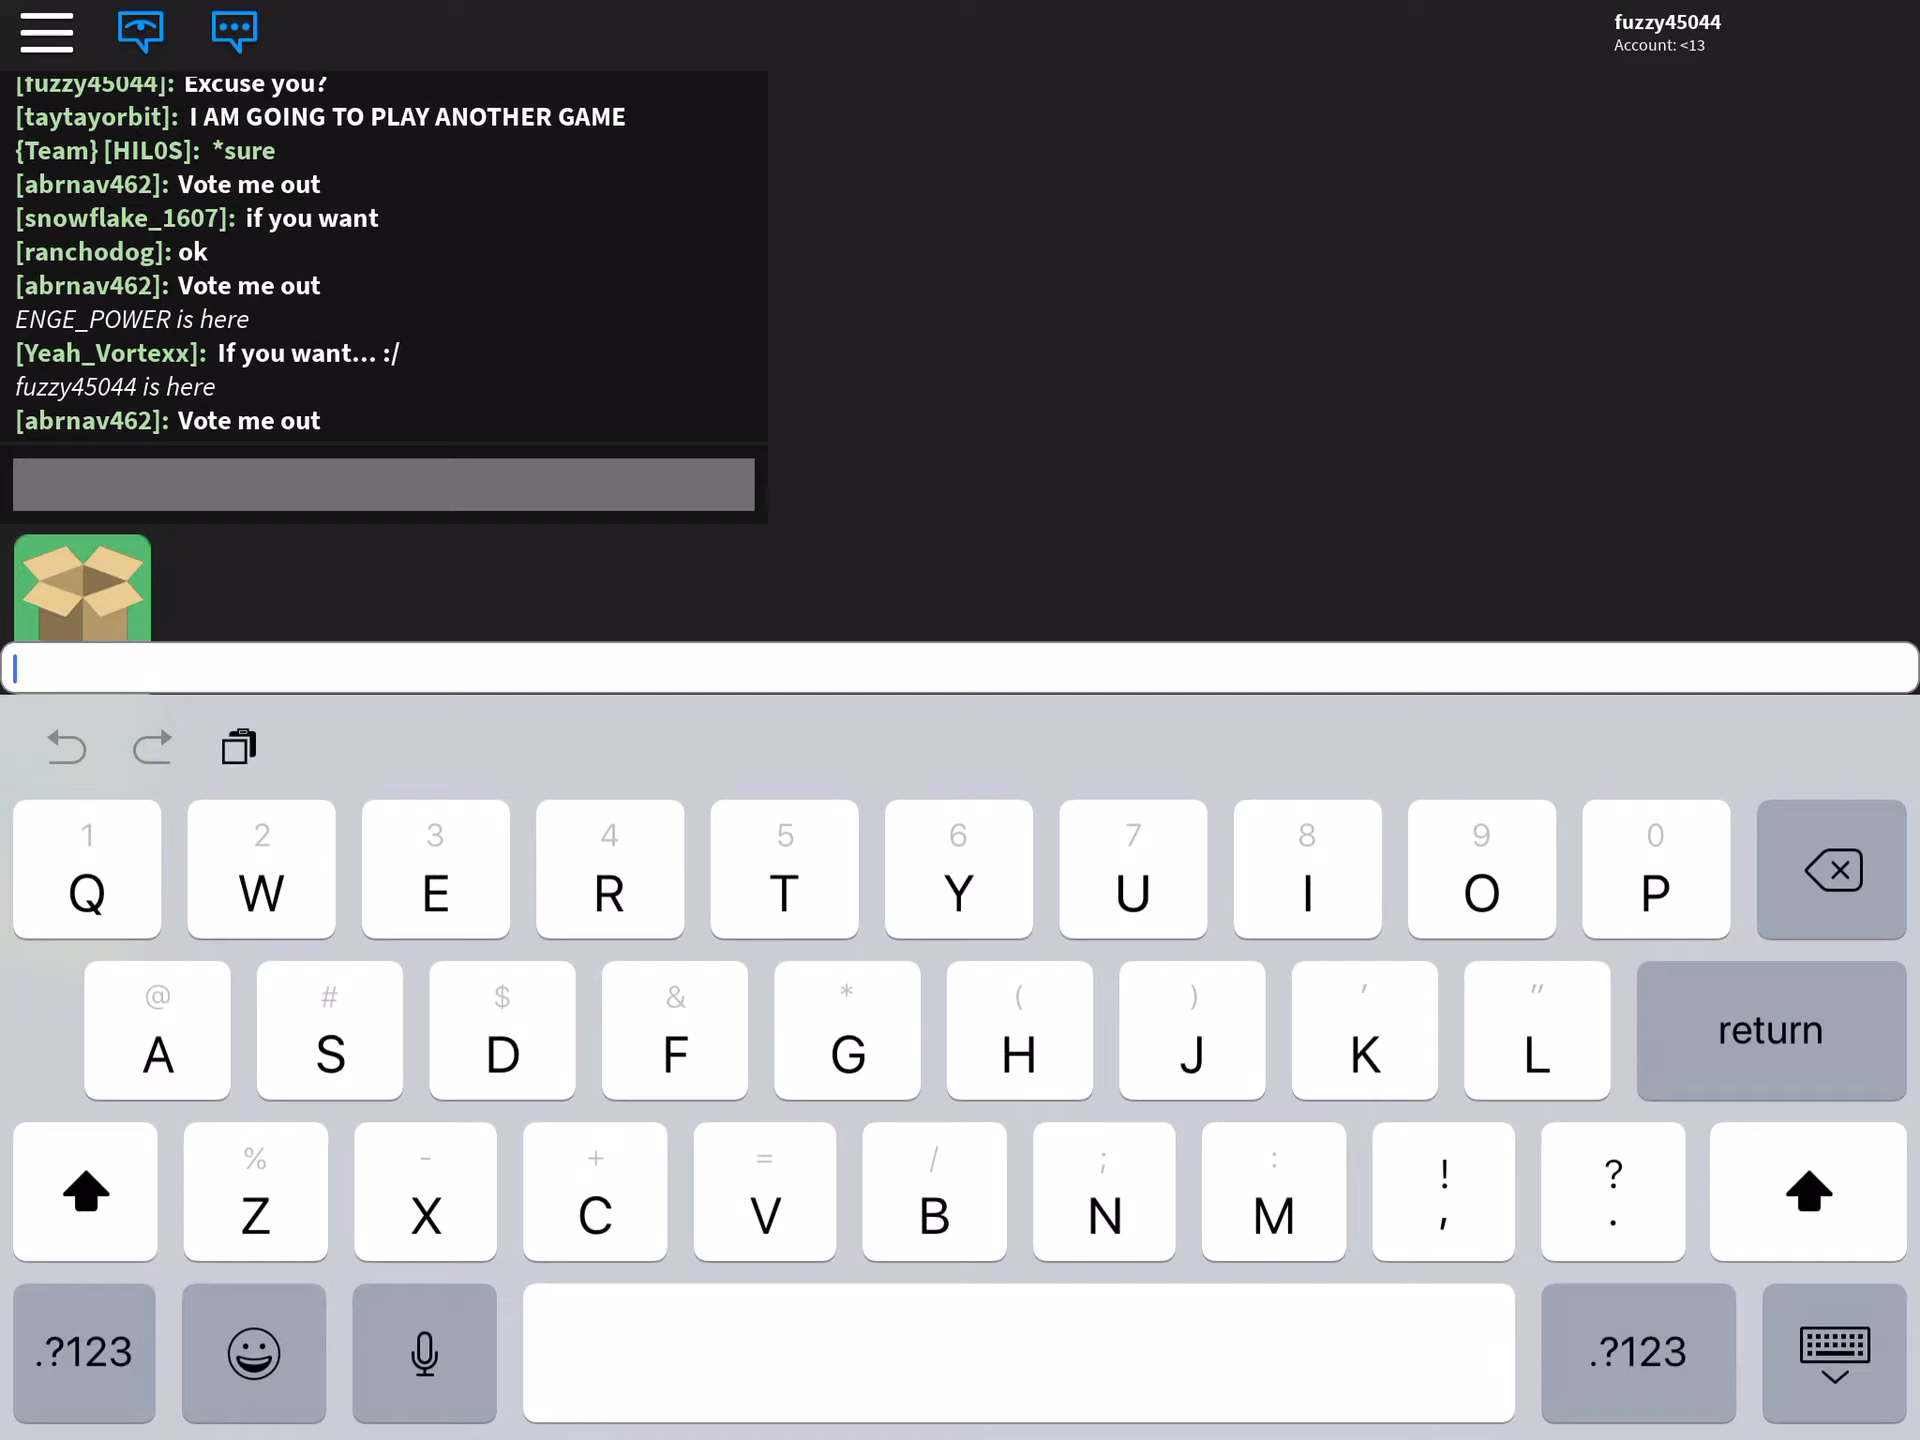 fuzzy45044
Account: <13
[fuzzy45044]: Excuse you?
[taytayorbit]: I AM GOING TO PLAY ANOTHER GAME
{Team} [HIL0S]: *sure
[abrnav462]: Vote me out
[snowflake_1607]: if you want
[ranchodog]: ok
[abrnav462]: Vote me out
ENGE_POWER is here
[Yeah_Vortexx]: If you want... :/
fuzzy45044 is here
[abrnav462]: Vote me out
1 2 3 4 5 6 7 8 9 0
Q W E R T Y U I O P
@ # $ & * ( ) ' "
A S D F G H J K L return
% - + = / ; : ! ?
Z X C V B N M , .
.?123 .?123